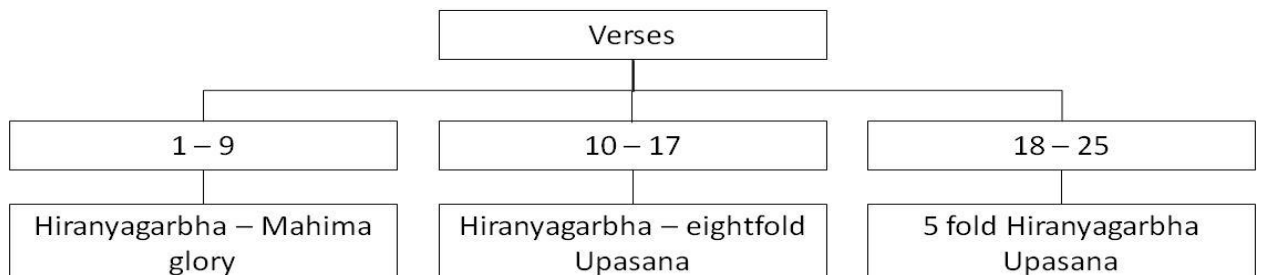 Verses
1 – 9
10 – 17
18 – 25
Hiranyagarbha – Mahima
glory
Hiranyagarbha – eightfold
Upasana
5 fold Hiranyagarbha
Upasana